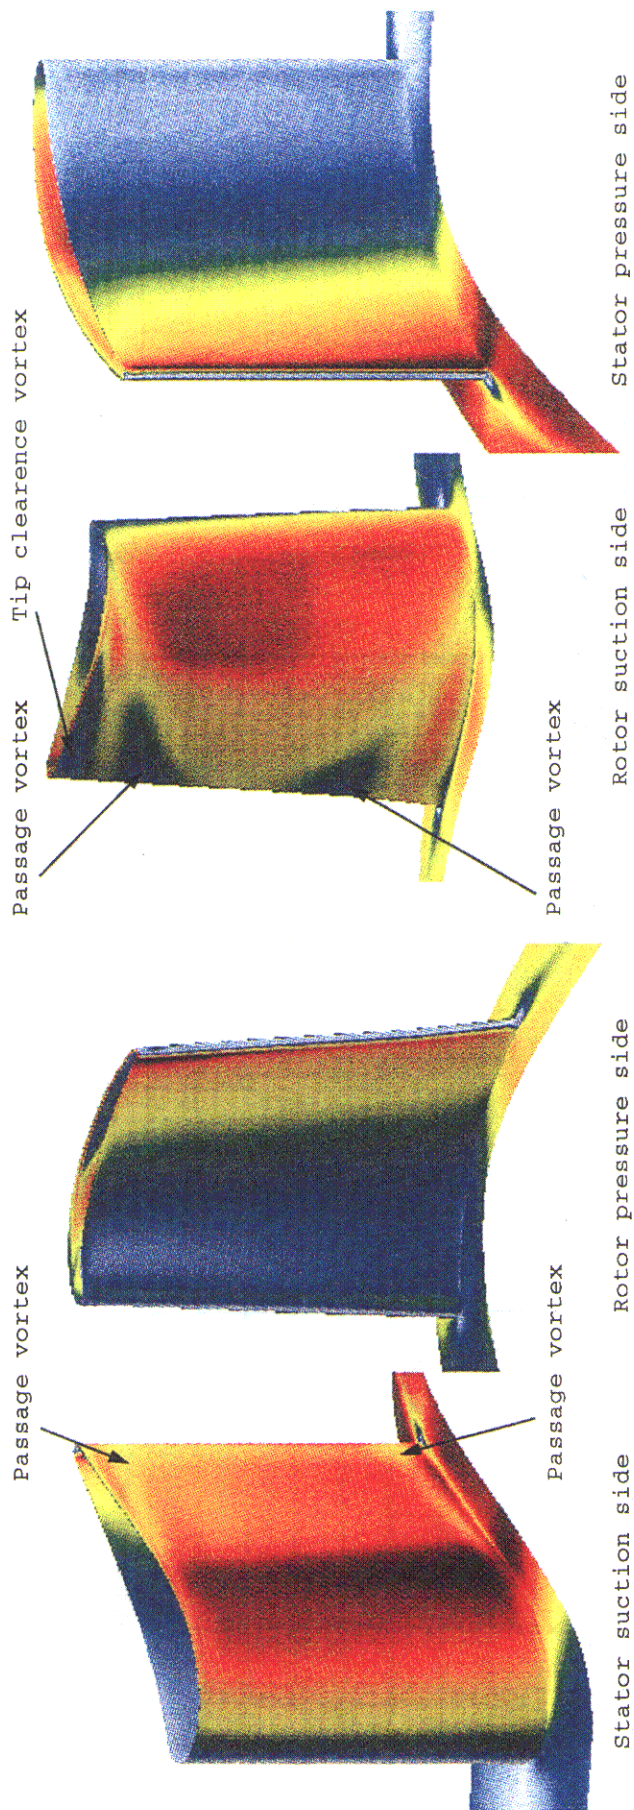 Passage vortex
Passage vortex
Stator suction side
Rotor pressure side
Passage vortex
Tip clearence vortex
Passage vortex
Rotor suction side
Stator pressure side